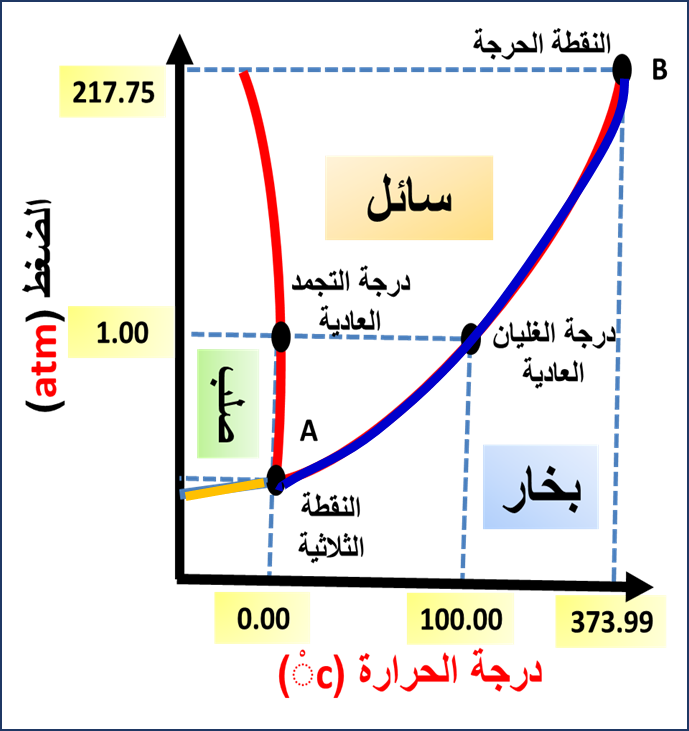 النقطة الحرجة
B
217.75
سائل
درجة التجمد
العادية
1.00
درجة الغليان
العادية
الضغط (atm)
صلب
A
بخار
النقطة
الثلاثية
0.00
100.00
373.99
درجة الحرارة (c°)